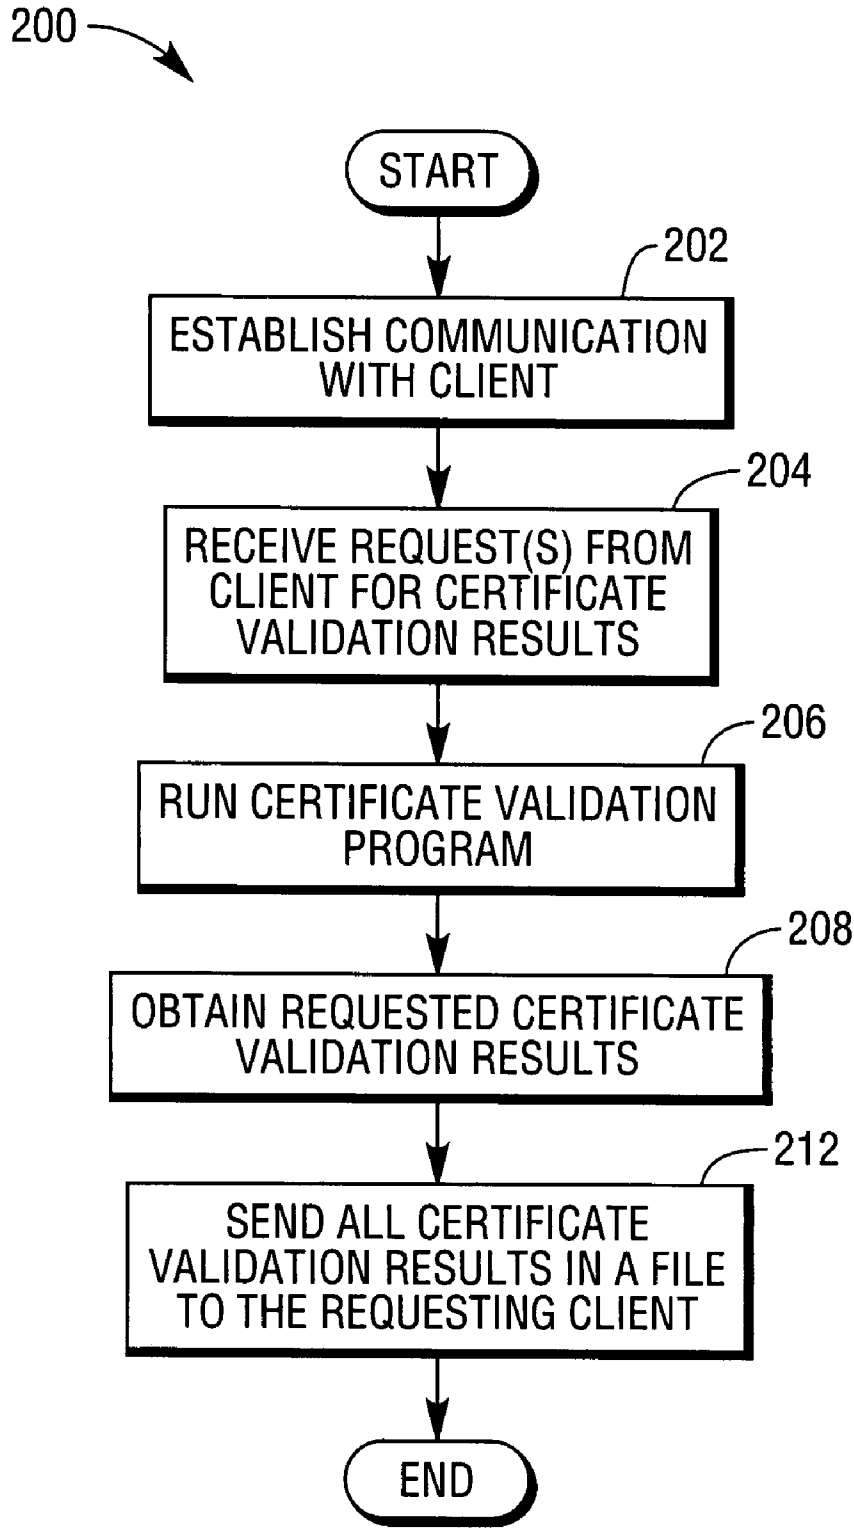 200
START
202
ESTABLISH COMMUNICATION
WITH CLIENT
204
RECEIVE REQUEST(S) FROM
CLIENT FOR CERTIFICATE
VALIDATION RESULTS
206
RUN CERTIFICATE VALIDATION
PROGRAM
208
OBTAIN REQUESTED CERTIFICATE
VALIDATION RESULTS
212
SEND ALL CERTIFICATE
VALIDATION RESULTS IN A FILE
TO THE REQUESTING CLIENT
END